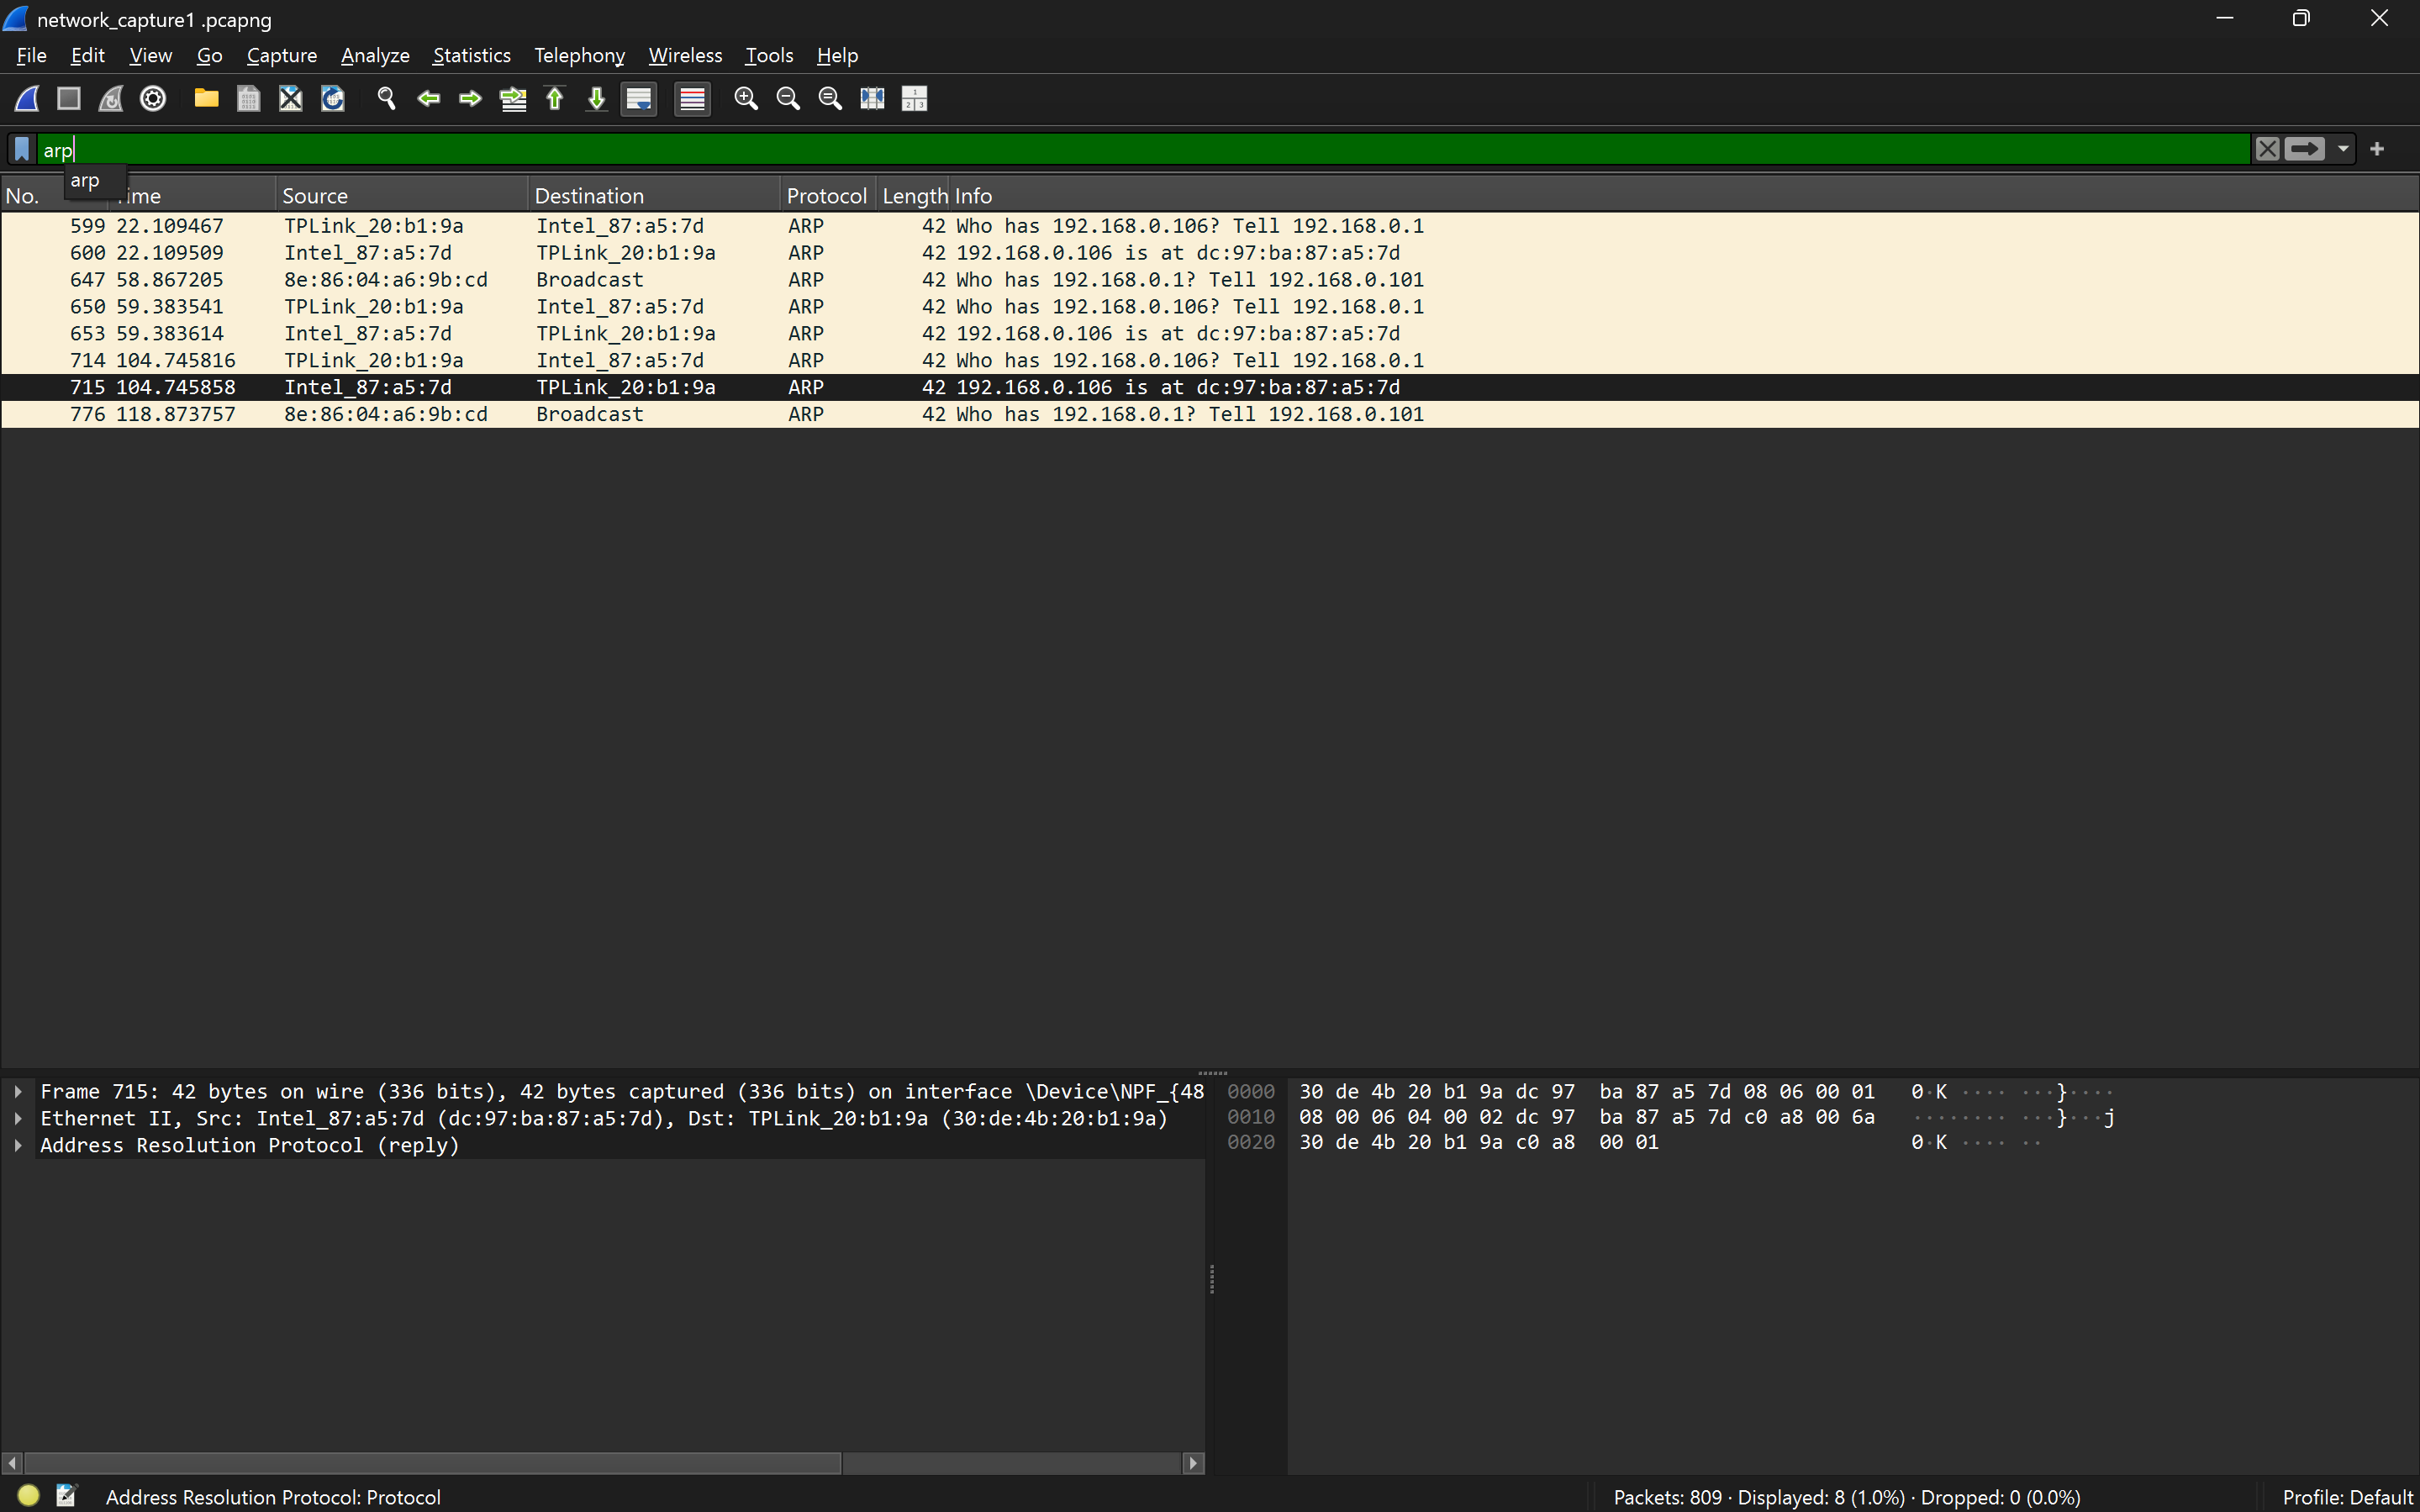 network_capture1 .pcapng
File Edit View Go Capture Analyze Statistics Telephony Wireless Tools Help
arp
arp
No. Time Source Destination Protocol Length Info
599 22.109467 TPLink_20:b1:9a Intel_87:a5:7d ARP 42 Who has 192.168.0.106? Tell 192.168.0.1
600 22.109509 Intel_87:a5:7d TPLink_20:b1:9a ARP 42 192.168.0.106 is at dc:97:ba:87:a5:7d
647 58.867205 8e:86:04:a6:9b:cd Broadcast ARP 42 Who has 192.168.0.1? Tell 192.168.0.101
650 59.383541 TPLink_20:b1:9a Intel_87:a5:7d ARP 42 Who has 192.168.0.106? Tell 192.168.0.1
653 59.383614 Intel_87:a5:7d TPLink_20:b1:9a ARP 42 192.168.0.106 is at dc:97:ba:87:a5:7d
714 104.745816 TPLink_20:b1:9a Intel_87:a5:7d ARP 42 Who has 192.168.0.106? Tell 192.168.0.1
715 104.745858 Intel_87:a5:7d TPLink_20:b1:9a ARP 42 192.168.0.106 is at dc:97:ba:87:a5:7d
776 118.873757 8e:86:04:a6:9b:cd Broadcast ARP 42 Who has 192.168.0.1? Tell 192.168.0.101
Frame 715: 42 bytes on wire (336 bits), 42 bytes captured (336 bits) on interface \Device\NPF_{48
Ethernet II, Src: Intel_87:a5:7d (dc:97:ba:87:a5:7d), Dst: TPLink_20:b1:9a (30:de:4b:20:b1:9a)
Address Resolution Protocol (reply)
0000 30 de 4b 20 b1 9a dc 97 ba 87 a5 7d 08 06 00 01 0·K ···· ···}····
0010 08 00 06 04 00 02 dc 97 ba 87 a5 7d c0 a8 00 6a ········ ···}···j
0020 30 de 4b 20 b1 9a c0 a8 00 01 0·K ···· ··
Address Resolution Protocol: Protocol
Packets: 809 · Displayed: 8 (1.0%) · Dropped: 0 (0.0%)
Profile: Default